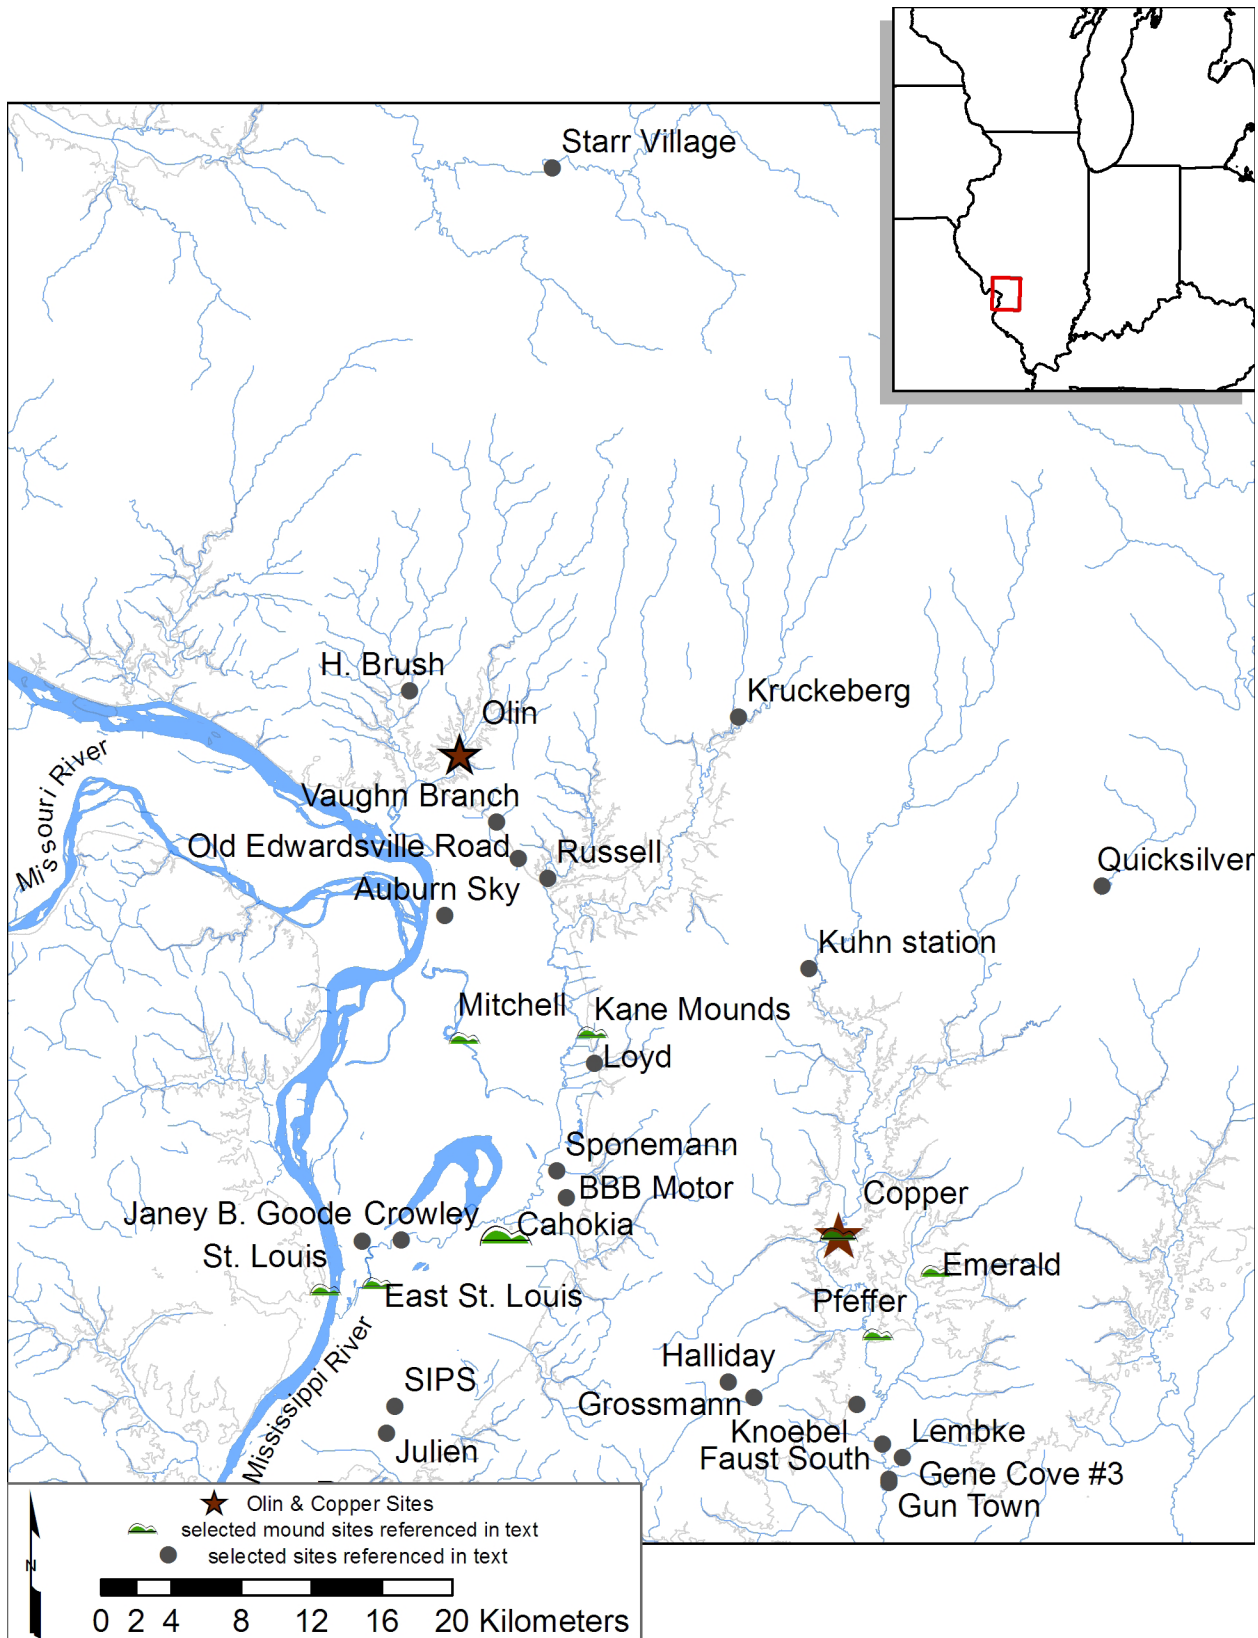 Starr Village
H. Brush
Olin
Kruckeberg
Missouri River
Vaughn Branch
Old Edwardsville Road
Russell
Auburn Sky
Quicksilver
Kuhn station
Mitchell
Kane Mounds
Loyd
Sponemann
BBB Motor
Copper
Janey B. Goode
Crowley
Cahokia
St. Louis
Emerald
East St. Louis
Pfeffer
Mississippi River
Halliday
SIPS
Grossmann
Knoebel
Lembke
Julien
Faust South
Gene Cove #3
Gun Town
Olin & Copper Sites
selected mound sites referenced in text
selected sites referenced in text
N
0 2 4 8 12 16 20 Kilometers